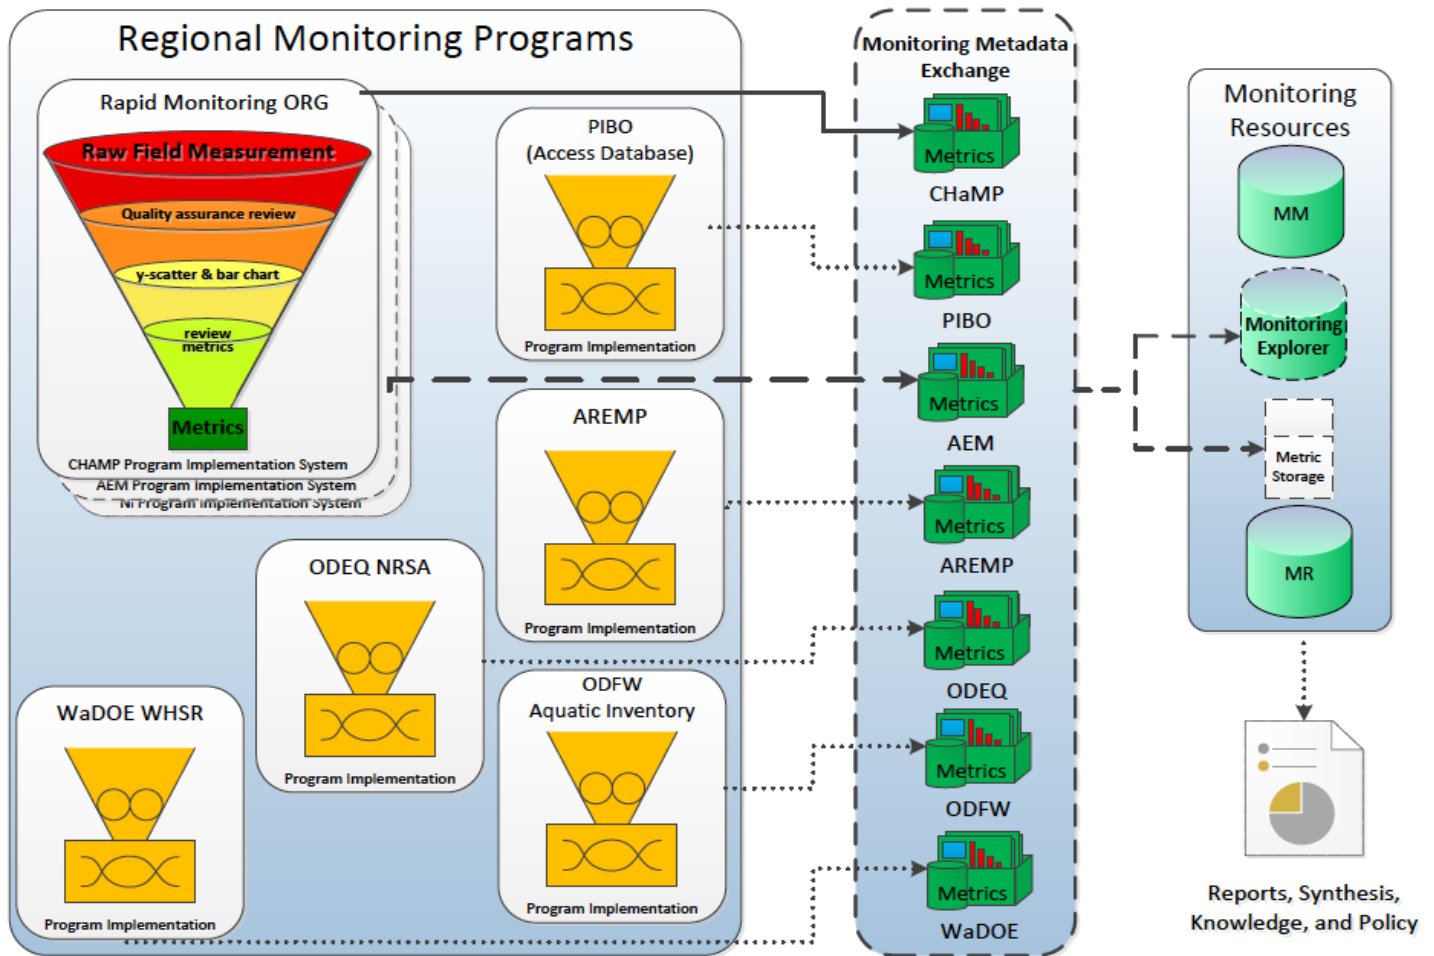 Regional Monitoring Programs
Rapid Monitoring ORG
Raw Field Measurement
Quality assurance review
y-scatter & bar chart
review
metrics
Metrics
CHAMP Program Implementation System
AEM Program Implementation System
Ni Program Implementation System
PIBO
(Access Database)
Program Implementation
AREMP
Program Implementation
ODEQ NRSA
Program Implementation
ODFW
Aquatic Inventory
Program Implementation
WaDOE WHSR
Program Implementation
Monitoring Metadata
Exchange
Metrics
CHaMP
Metrics
PIBO
Metrics
AEM
Metrics
AREMP
Metrics
ODEQ
Metrics
ODFW
Metrics
WaDOE
Monitoring
Resources
MM
Monitoring
Explorer
Metric
Storage
MR
Reports, Synthesis,
Knowledge, and Policy